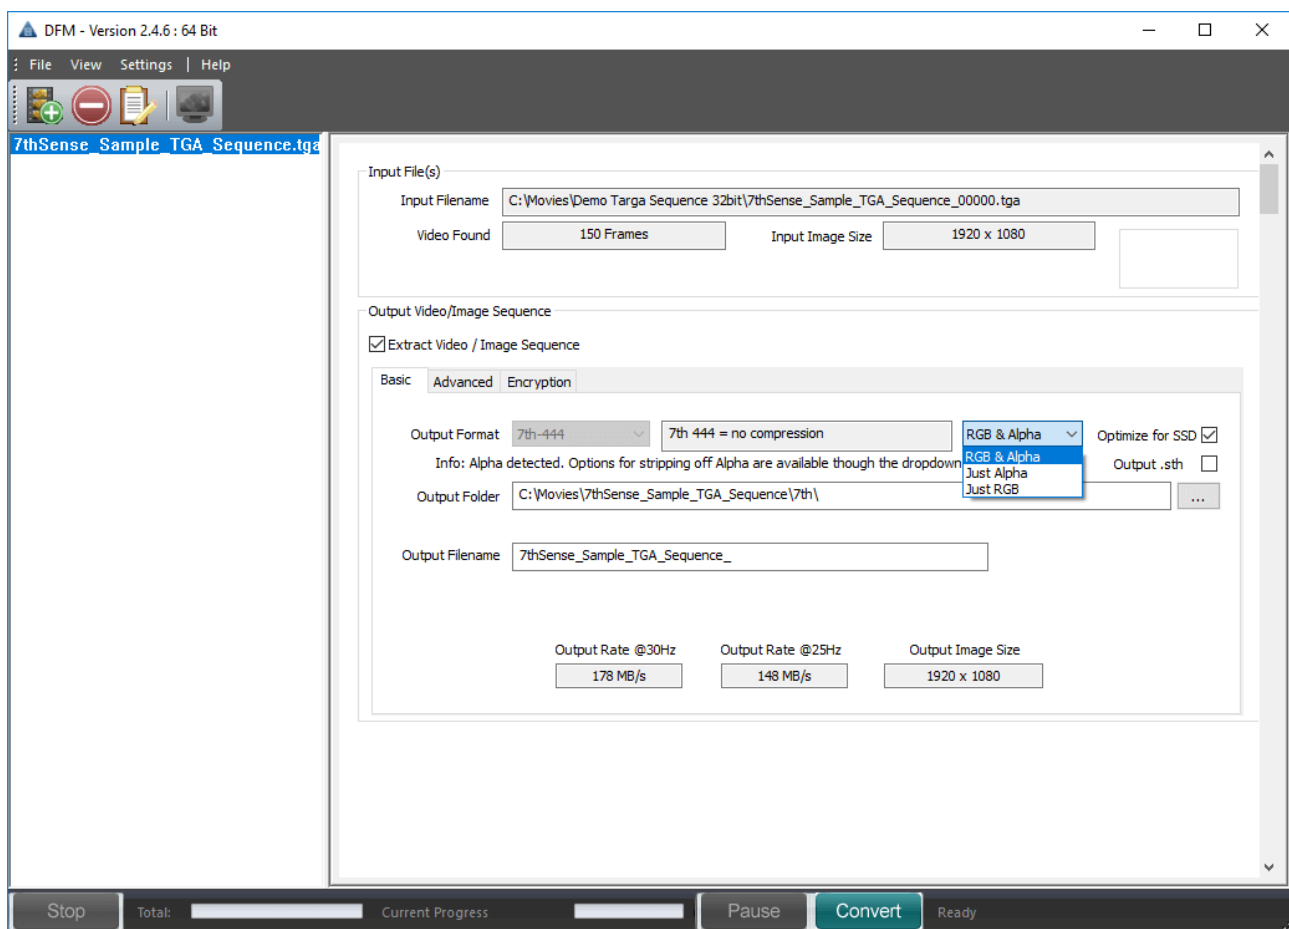 DFM - Version 2.4.6 : 64 Bit
File View Settings | Help
7thSense_Sample_TGA_Sequence.tga
Input File(s)
Input Filename C:\Movies\Demo Targa Sequence 32bit\7thSense_Sample_TGA_Sequence_00000.tga
Video Found 150 Frames Input Image Size 1920 x 1080
Output Video/Image Sequence
Extract Video / Image Sequence
Basic Advanced Encryption
Output Format 7th-444 7th 444 = no compression RGB & Alpha Optimize for SSD
RGB & Alpha
Info: Alpha detected. Options for stripping off Alpha are available though the dropdown Output .sth
Just Alpha
Just RGB
Output Folder C:\Movies\7thSense_Sample_TGA_Sequence\7th\ ...
Output Filename 7thSense_Sample_TGA_Sequence_
Output Rate @30Hz Output Rate @25Hz Output Image Size
178 MB/s 148 MB/s 1920 x 1080
Stop Total: Current Progress Pause Convert Ready